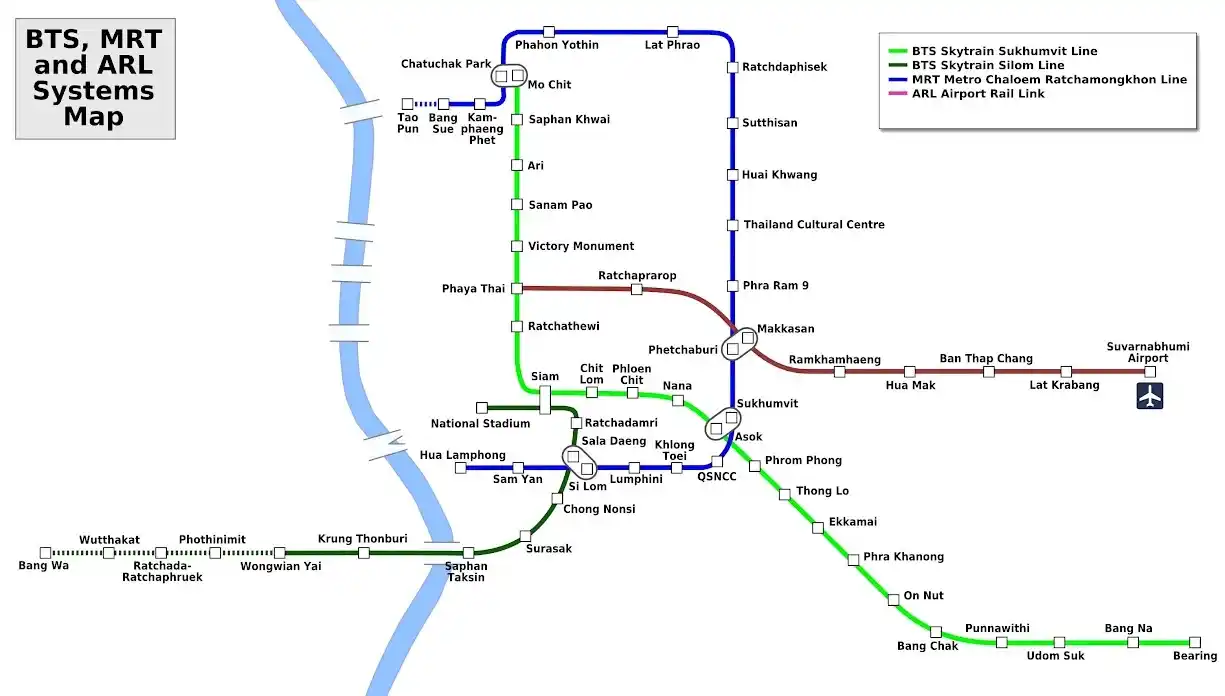 BTS, MRT
and ARL
Systems
Map
BTS Skytrain Sukhumvit Line
BTS Skytrain Silom Line
MRT Metro Chaloem Ratchamongkhon Line
ARL Airport Rail Link
Phahon Yothin
Lat Phrao
Chatuchak Park
Mo Chit
Ratchdaphisek
Tao
Pun
Bang
Sue
Kam-
phaeng
Phet
Saphan Khwai
Sutthisan
Ari
Huai Khwang
Sanam Pao
Thailand Cultural Centre
Victory Monument
Ratchaprarop
Phaya Thai
Phra Ram 9
Ratchathewi
Makkasan
Phetchaburi
Ramkhamhaeng
Hua Mak
Ban Thap Chang
Lat Krabang
Suvarnabhumi
Airport
Siam
Chit
Lom
Phloen
Chit
Nana
Sukhumvit
Asok
National Stadium
Ratchadamri
Sala Daeng
Hua Lamphong
Sam Yan
Si Lom
Lumphini
Khlong
Toei
QSNCC
Phrom Phong
Thong Lo
Chong Nonsi
Ekkamai
Surasak
Phra Khanong
Bang Wa
Wutthakat
Ratchada-
Ratchaphruek
Phothinimit
Wongwian Yai
Krung Thonburi
Saphan
Taksin
On Nut
Bang Chak
Punnawithi
Udom Suk
Bang Na
Bearing